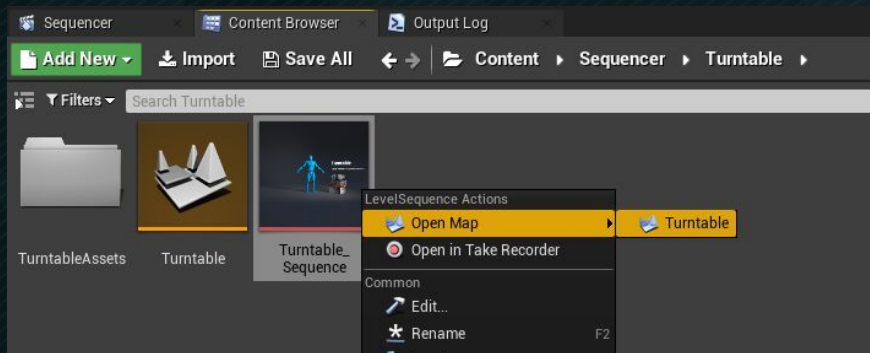 Sequencer
Content Browser
Output Log
Add New
Import
Save All
Content
Sequencer
Turntable
Filters
Search Turntable
TurntableAssets
Turntable
Turntable_
Sequence
LevelSequence Actions
Open Map
Turntable
Open in Take Recorder
Common
Edit...
Rename F2